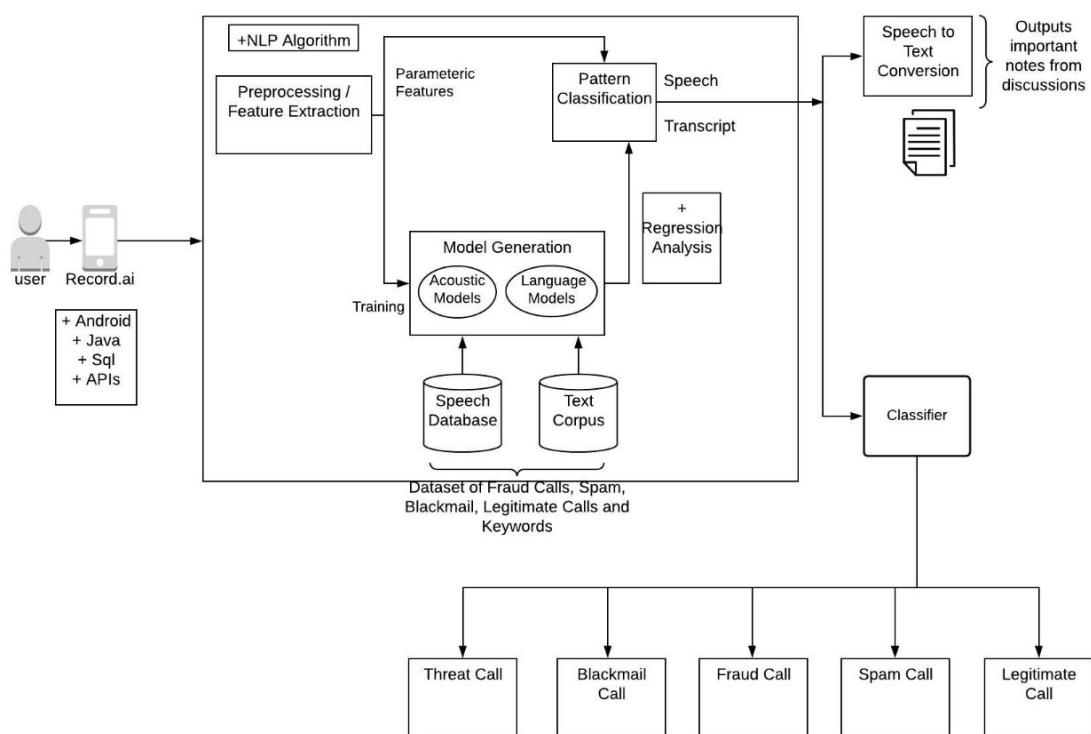 +NLP Algorithm
Preprocessing /
Feature Extraction
Parameteric
Features
Pattern
Classification
Speech
Transcript
Speech to
Text
Conversion
Outputs
important
notes from
discussions
+
Regression
Analysis
Model Generation
Acoustic
Models
Language
Models
Training
user
Record.ai
+ Android
+ Java
+ Sql
+ APIs
Speech
Database
Text
Corpus
Dataset of Fraud Calls, Spam,
Blackmail, Legitimate Calls and
Keywords
Classifier
Threat Call
Blackmail
Call
Fraud Call
Spam Call
Legitimate
Call